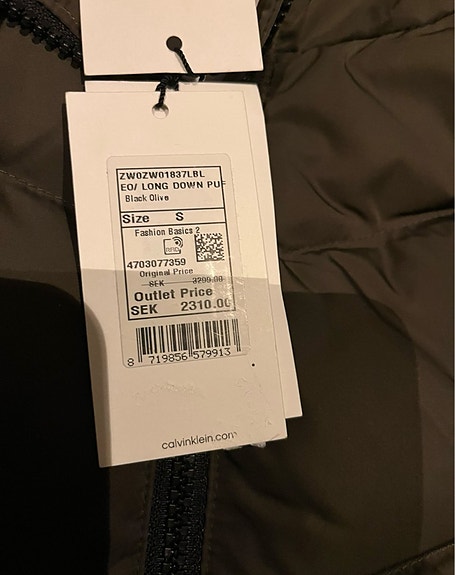 ZW0ZW01837LBL
EO/ LONG DOWN PUF
Black Olive
Size S
Fashion Basics 2
RFID
4703077359
Original Price
SEK 3299.00
Outlet Price
SEK 2310.00
8 719856 579913
calvinklein.com